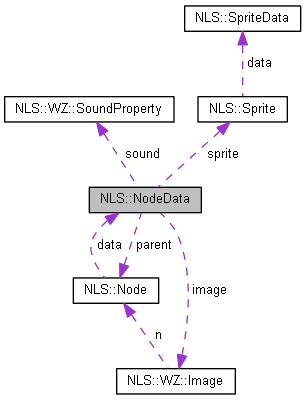 NLS::SpriteData
data
NLS::WZ::SoundProperty
NLS::Sprite
sound
sprite
NLS::NodeData
data
parent
NLS::Node
image
n
NLS::WZ::Image